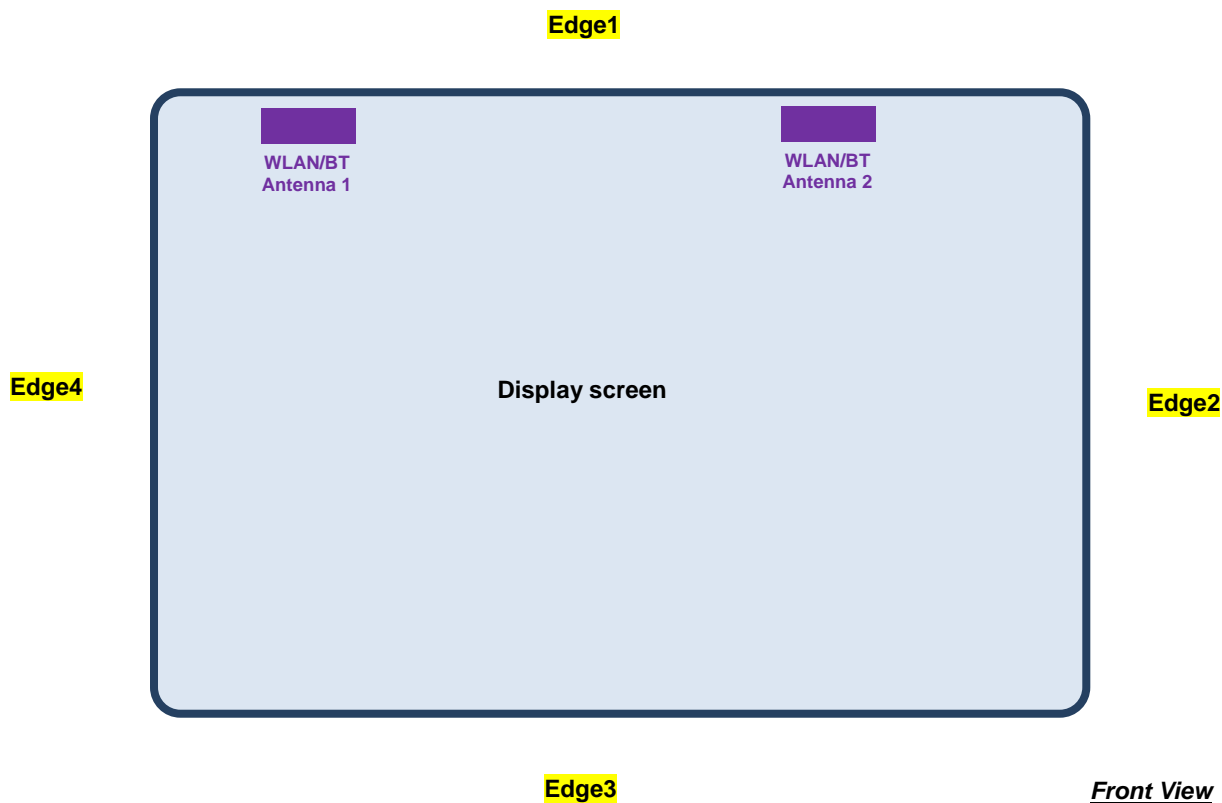 Edge1
WLAN/BT
Antenna 1
WLAN/BT
Antenna 2
Edge4
Display screen
Edge2
Edge3
Front View